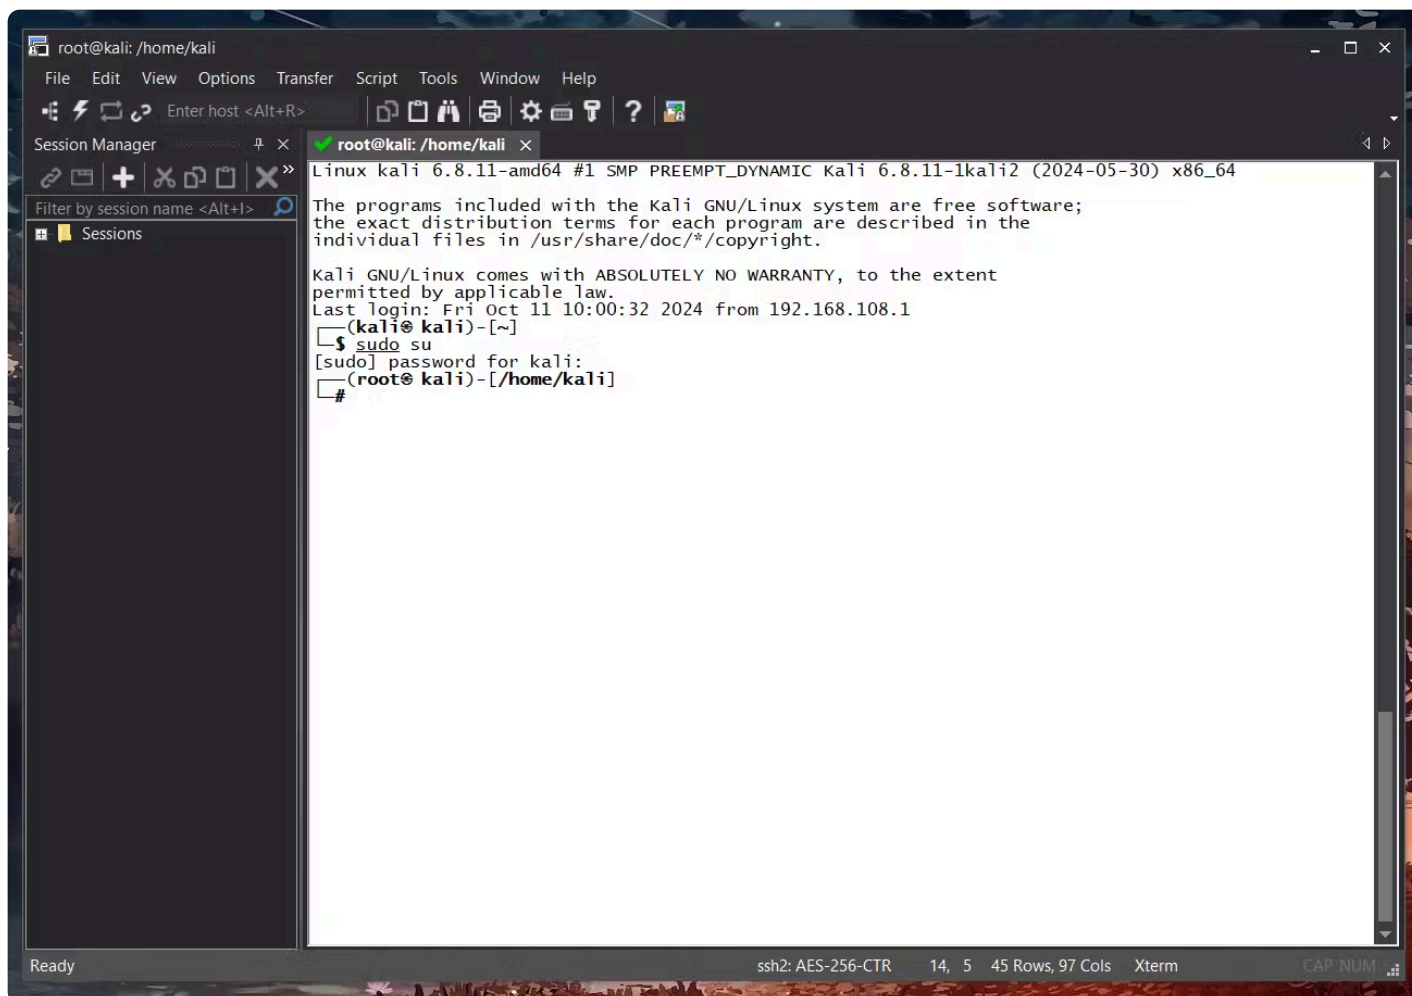 root@kali: /home/kali
File Edit View Options Transfer Script Tools Window Help
Enter host <Alt+R>
Session Manager
root@kali: /home/kali
Filter by session name <Alt+I>
Sessions
Linux kali 6.8.11-amd64 #1 SMP PREEMPT_DYNAMIC Kali 6.8.11-1kali2 (2024-05-30) x86_64
The programs included with the Kali GNU/Linux system are free software;
the exact distribution terms for each program are described in the
individual files in /usr/share/doc/*/copyright.
Kali GNU/Linux comes with ABSOLUTELY NO WARRANTY, to the extent
permitted by applicable law.
Last login: Fri Oct 11 10:00:32 2024 from 192.168.108.1
┌──(kali㉿ kali)-[~]
└─$ sudo su
[sudo] password for kali:
┌──(root㉿ kali)-[/home/kali]
└─#
Ready
ssh2: AES-256-CTR 14, 5 45 Rows, 97 Cols Xterm CAP NUM